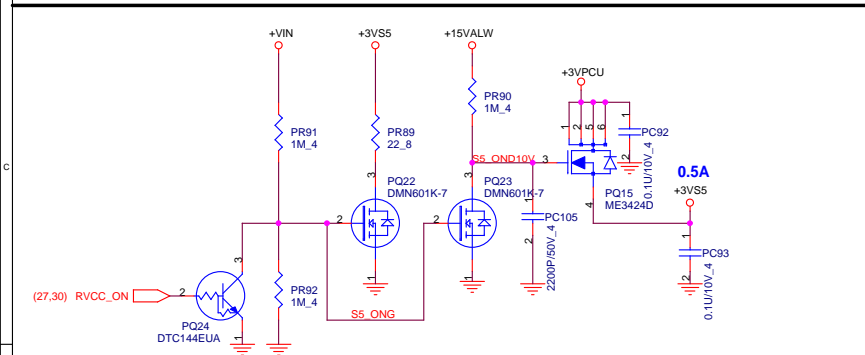 +VIN
+3VS5
+15VALW
+3VPCU
PR91
1M_4
PR89
22_8
PR90
1M_4
1
2
5
6
1
2
PC92
0.1U/10V_4
C
S5_OND10V
3
0.5A
+3VS5
3
PQ22
DMN601K-7
3
PQ23
DMN601K-7
PQ15
ME3424D
4
2
2
1
2
PC105
2200P/50V_4
1
1
1
2
PC93
0.1U/10V_4
3
(27,30) RVCC_ON
2
PR92
1M_4
S5_ONG
PQ24
DTC144EUA
1